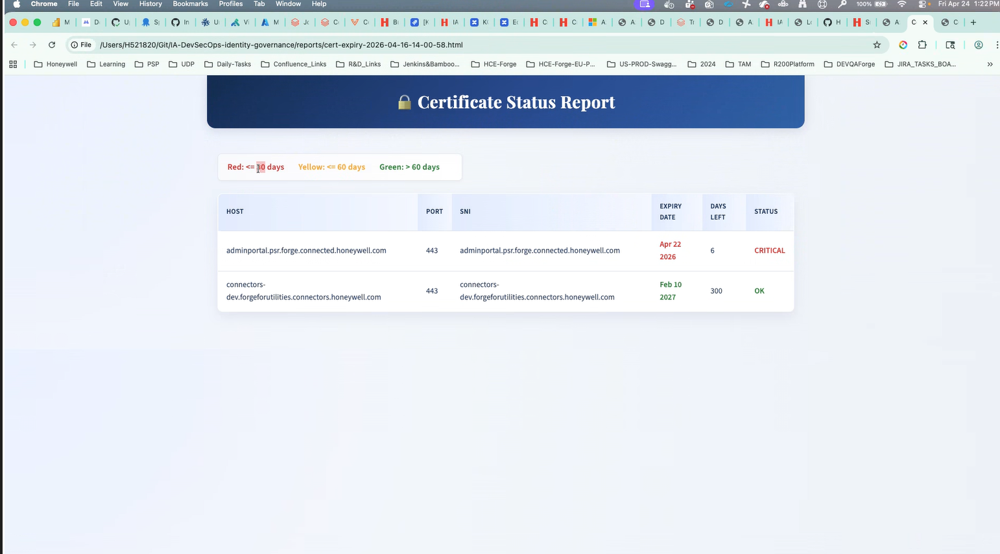 Chrome File Edit View History Bookmarks Profiles Tab Window Help 100% Fri Apr 24 1:22 PM
File /Users/H521820/Git/IA-DevSecOps-identity-governance/reports/cert-expiry-2026-04-16-14-00-58.html
Honeywell Learning PSP UDP Daily-Tasks Confluence_Links R&D_Links Jenkins&Bamboo... HCE-Forge HCE-Forge-EU-P... US-PROD-Swagg... 2024 TAM R200Platform DEVQAForge JIRA_TASKS_BOA... »
Certificate Status Report
Red: <= 30 days Yellow: <= 60 days Green: > 60 days
HOST PORT SNI EXPIRY DATE DAYS LEFT STATUS
adminportal.psr.forge.connected.honeywell.com 443 adminportal.psr.forge.connected.honeywell.com Apr 22 2026 6 CRITICAL
connectors-dev.forgeforutilities.connectors.honeywell.com 443 connectors-dev.forgeforutilities.connectors.honeywell.com Feb 10 2027 300 OK